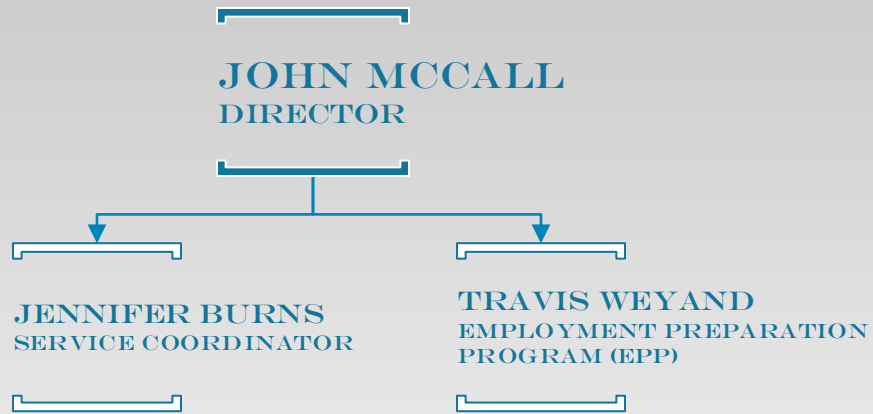 JOHN MCCALL
DIRECTOR
JENNIFER BURNS
SERVICE COORDINATOR
TRAVIS WEYAND
EMPLOYMENT PREPARATION
PROGRAM (EPP)